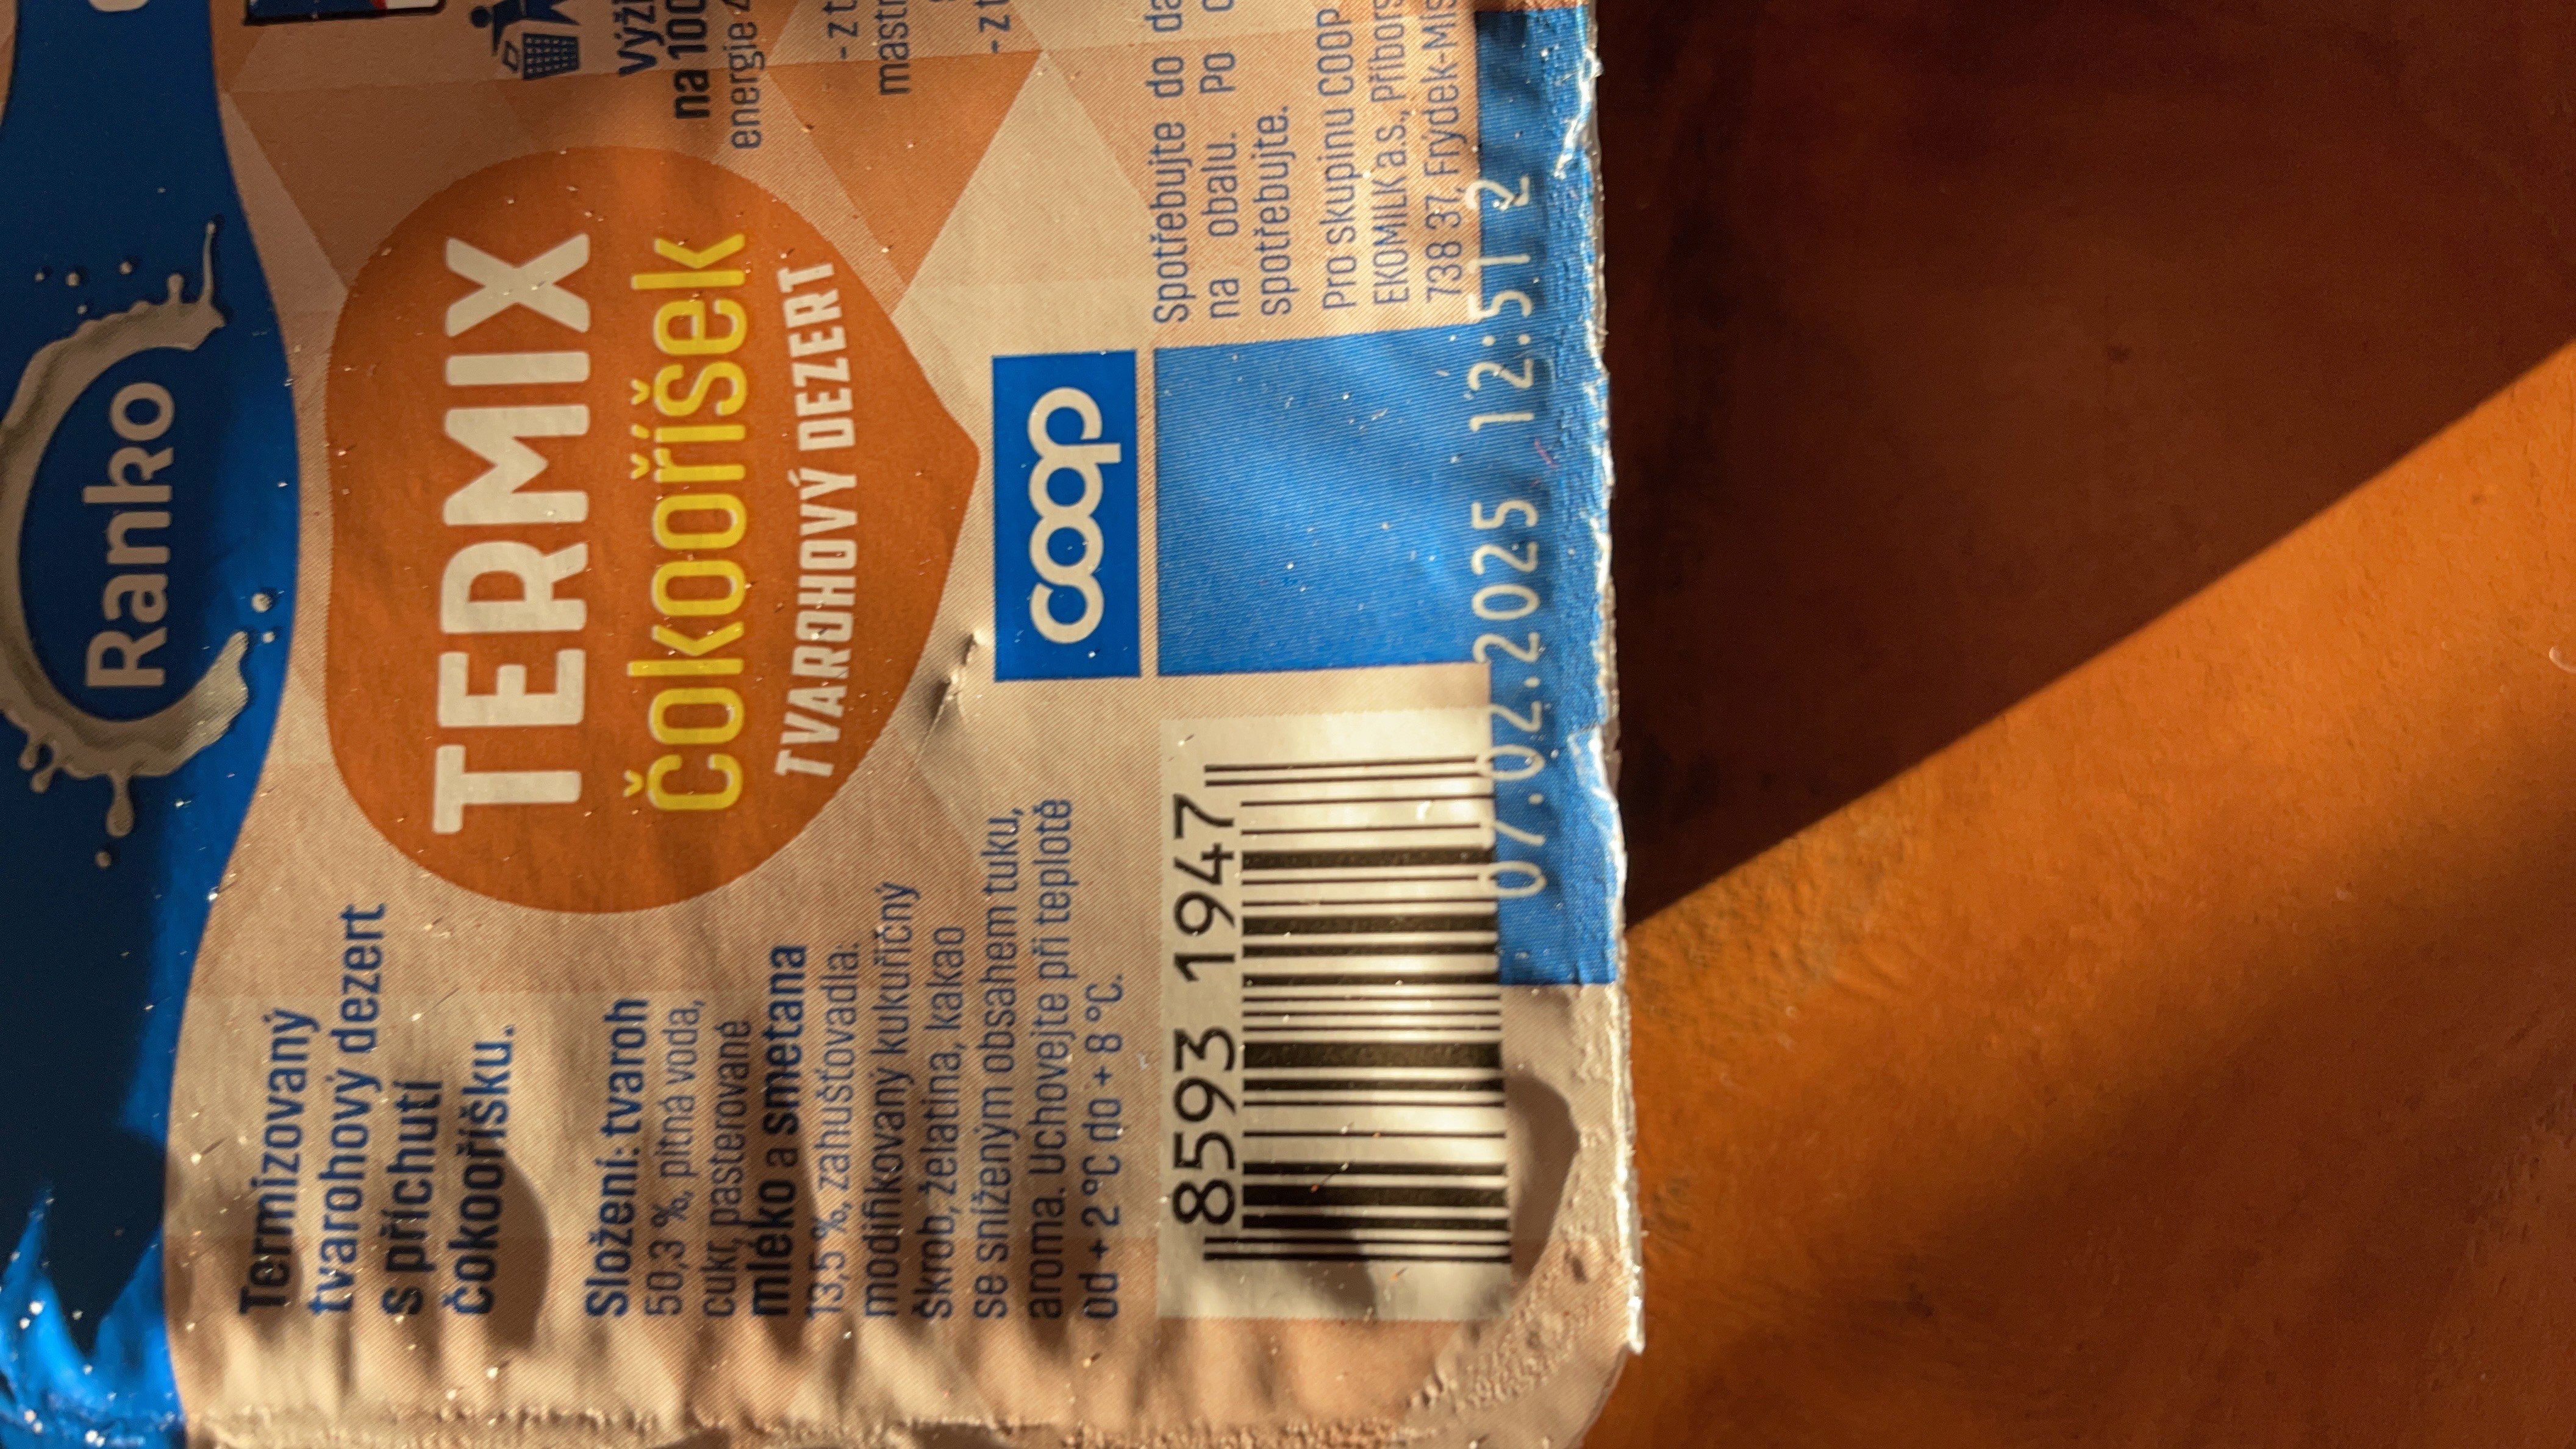 Ranko
TERMIX
čokooříšek
TVAROHOVÝ DEZERT
Termizovaný
tvarohový dezert
s příchutí
čokooříšku.
Složení: tvaroh
50,3 %, pitná voda,
cukr, pasterované
mléko a smetana
13,5 %, zahušťovadla:
modifikovaný kukuřičný
škrob, želatina, kakao
se sníženým obsahem tuku,
aroma. Uchovejte při teplotě
od + 2 °C do + 8 °C.
na 100
energie
- z t
mastn
- z t
coop
Spotřebujte do da
na obalu. Po
spotřebujte.
Pro skupinu COOP
EKOMILK a.s., Příbors
738 37, Frýdek-Mís
8593 1947
07.02.2025 12:51 2